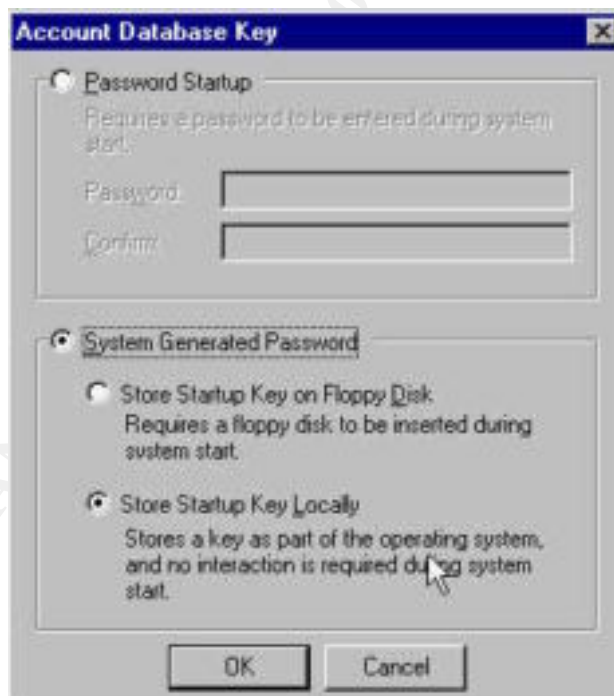 Account Database Key
Password Startup
Requires a password to be entered during system
start.
Password:
Confirm:
System Generated Password
Store Startup Key on Floppy Disk
Requires a floppy disk to be inserted during
system start.
Store Startup Key Locally
Stores a key as part of the operating system,
and no interaction is required during system
start.
OK
Cancel